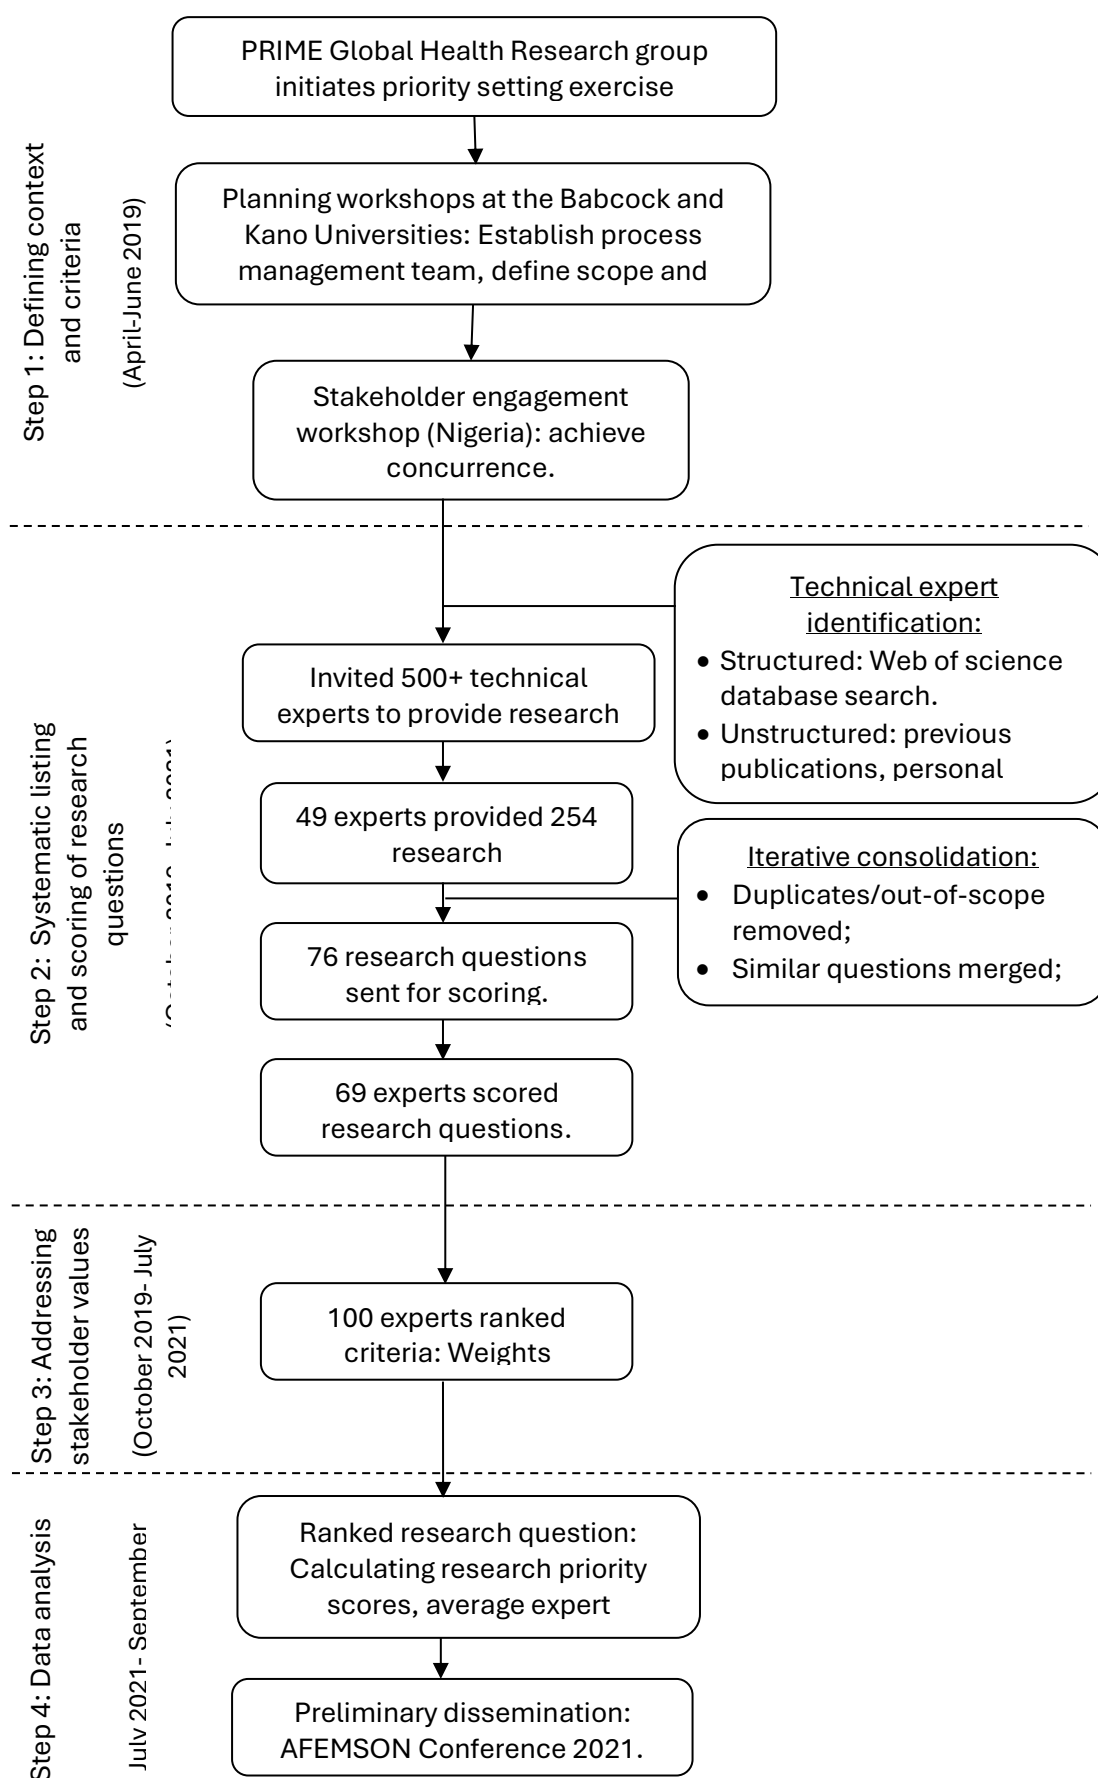 PRIME Global Health Research group
initiates priority setting exercise
Step 1: Defining context
and criteria
(April-June 2019)
Planning workshops at the Babcock and
Kano Universities: Establish process
management team, define scope and
Stakeholder engagement
workshop (Nigeria): achieve
concurrence.
Technical expert
identification:
• Structured: Web of science
database search.
• Unstructured: previous
publications, personal
Invited 500+ technical
experts to provide research
Step 2: Systematic listing
and scoring of research
questions
49 experts provided 254
research
Iterative consolidation:
• Duplicates/out-of-scope
removed;
• Similar questions merged;
76 research questions
sent for scoring.
69 experts scored
research questions.
Step 3: Addressing
stakeholder values
(October 2019- July
2021)
100 experts ranked
criteria: Weights
Step 4: Data analysis
July 2021- September
Ranked research question:
Calculating research priority
scores, average expert
Preliminary dissemination:
AFEMSON Conference 2021.